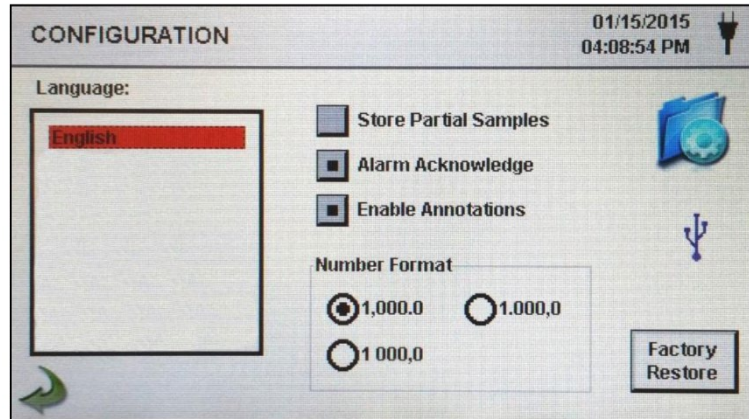 CONFIGURATION
01/15/2015
04:08:54 PM
Language:
English
Store Partial Samples
Alarm Acknowledge
Enable Annotations
Number Format
1,000.0
1.000,0
1 000,0
Factory
Restore